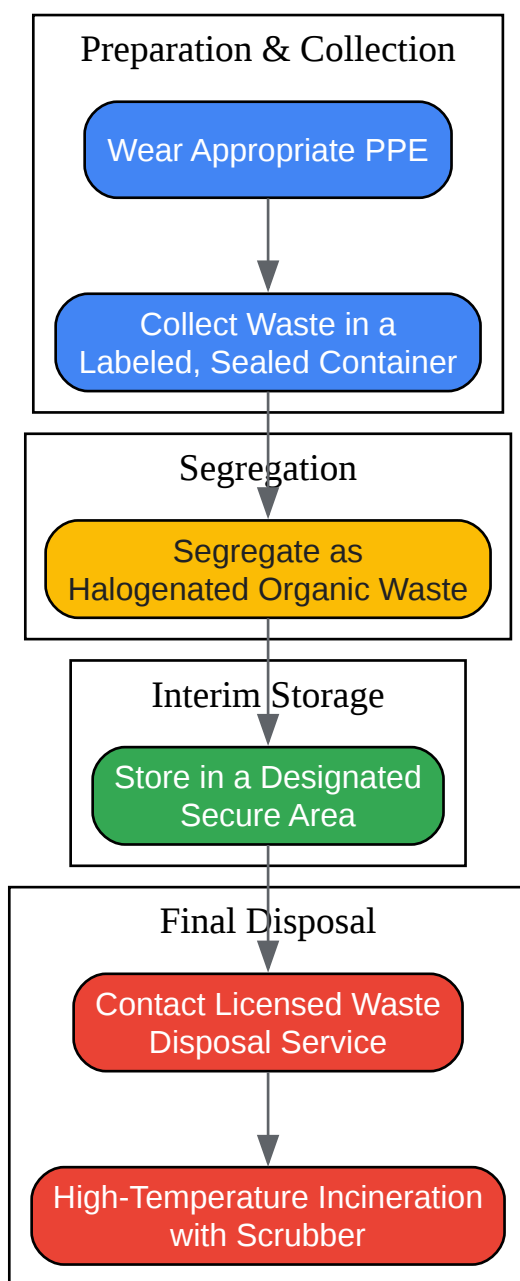 Preparation & Collection
Wear Appropriate PPE
Collect Waste in a
Labeled, Sealed Container
Segregation
Segregate as
Halogenated Organic Waste
Interim Storage
Store in a Designated
Secure Area
Final Disposal
Contact Licensed Waste
Disposal Service
High-Temperature Incineration
with Scrubber